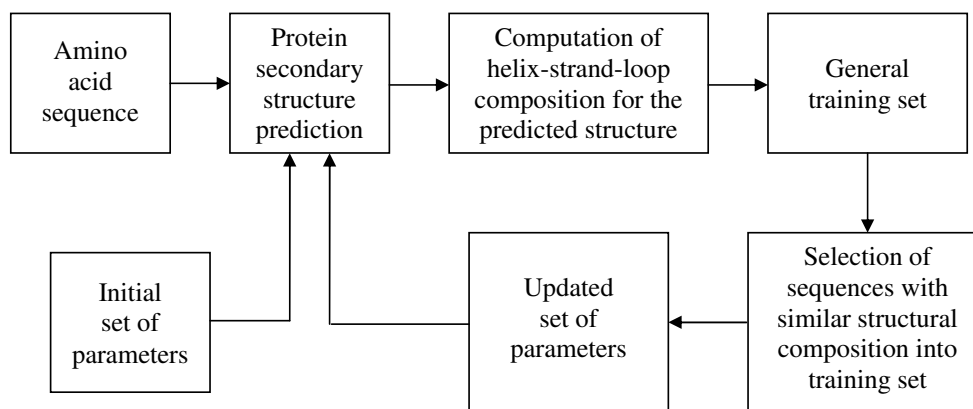 Amino
acid
sequence
Protein
secondary
structure
prediction
Computation of
helix-strand-loop
composition for the
predicted structure
General
training set
Initial
set of
parameters
Updated
set of
parameters
Selection of
sequences with
similar structural
composition into
training set